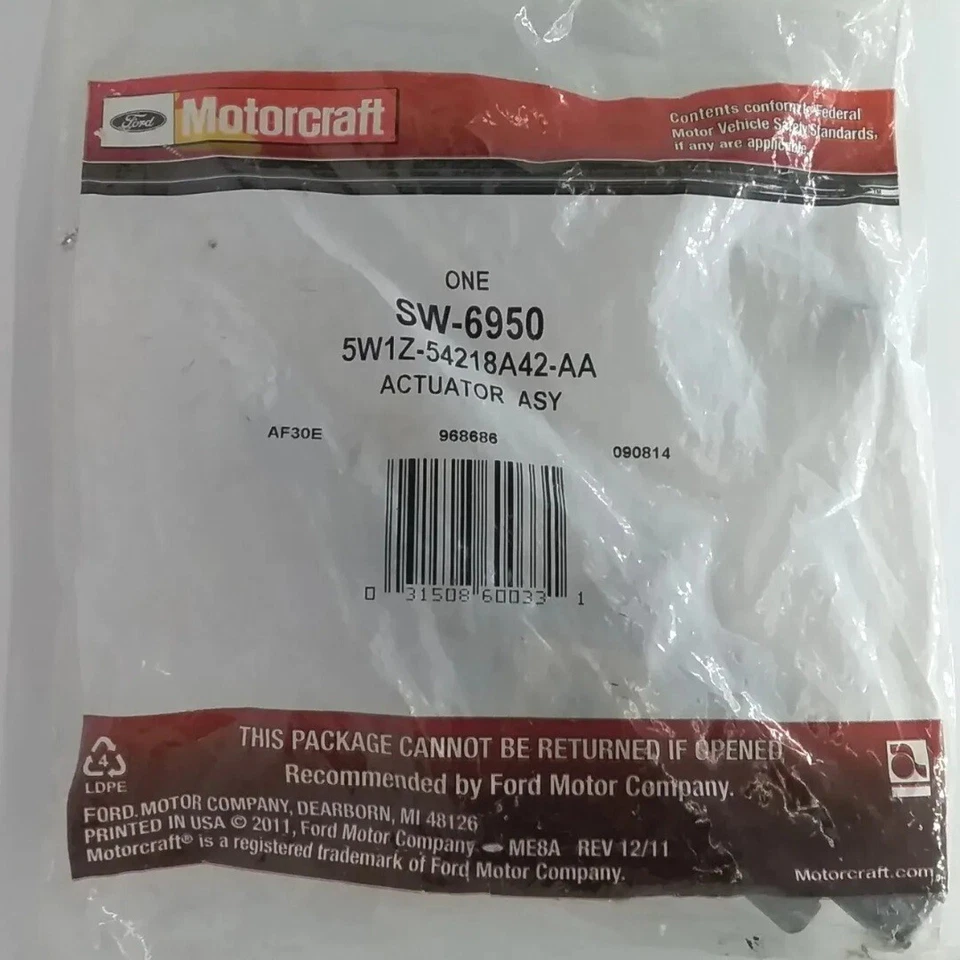 Ford
Motorcraft
Contents conform to Federal
Motor Vehicle Safety Standards,
if any are applicable.
ONE
SW-6950
5W1Z-54218A42-AA
ACTUATOR ASY
AF30E 968686 090814
0 31508 60033 1
THIS PACKAGE CANNOT BE RETURNED IF OPENED
Recommended by Ford Motor Company.
4
LDPE
FORD MOTOR COMPANY, DEARBORN, MI 48126
PRINTED IN USA © 2011, Ford Motor Company ME8A REV 12/11
Motorcraft® is a registered trademark of Ford Motor Company.
Motorcraft.com